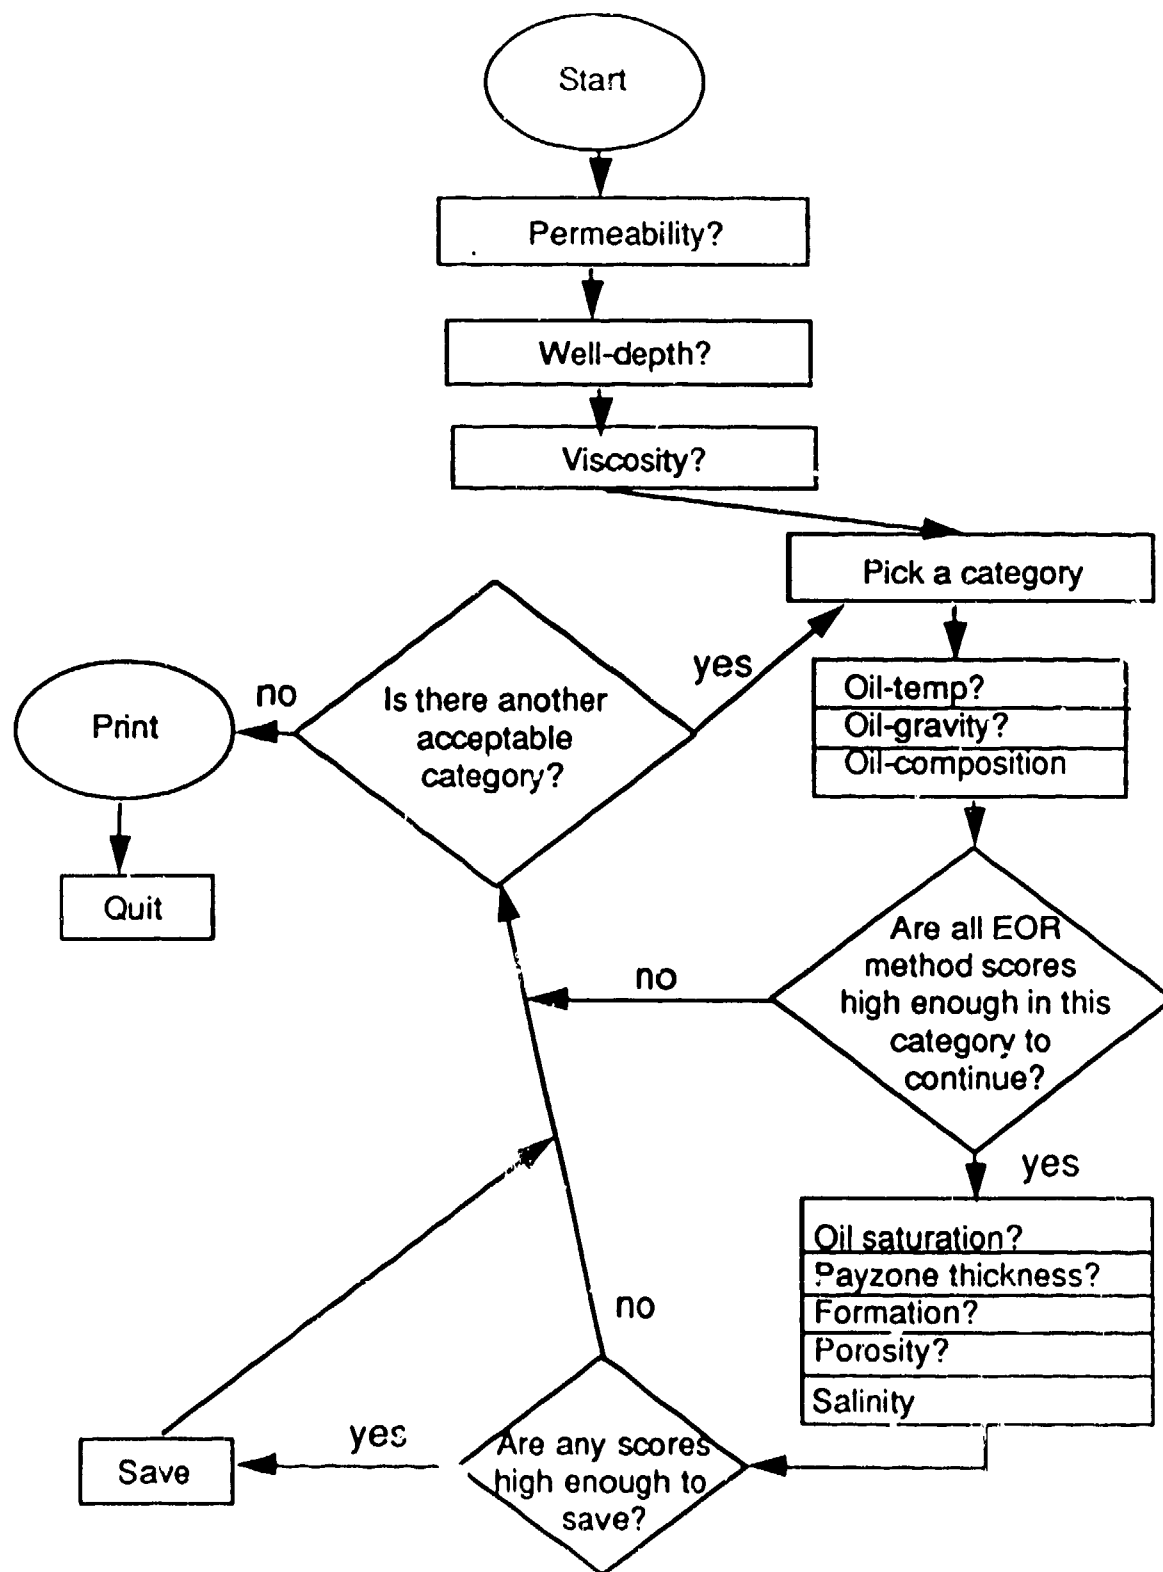 Start
Permeability?
Well-depth?
Viscosity?
Pick a category
yes
Is there another
acceptable
category?
no
Print
Quit
Oil-temp?
Oil-gravity?
Oil-composition
Are all EOR
method scores
high enough in this
category to
continue?
no
yes
Oil saturation?
Payzone thickness?
Formation?
Porosity?
Salinity
no
Are any scores
high enough to
save?
yes
Save